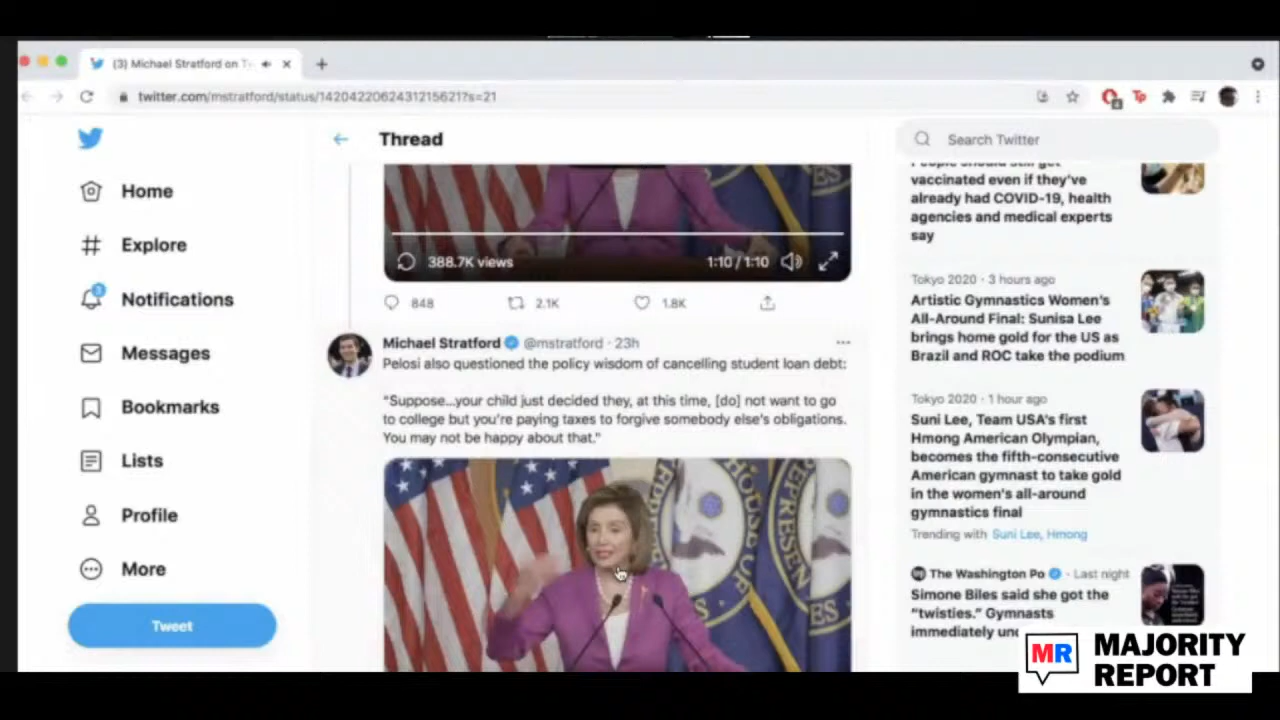 (3) Michael Stratford on Tw
twitter.com/mstratford/status/1420422062431215621?s=21
Home
Explore
Notifications
Messages
Bookmarks
Lists
Profile
More
Tweet
Thread
388.7K views
1:10 / 1:10
848
2.1K
1.8K
Michael Stratford @mstratford · 23h
Pelosi also questioned the policy wisdom of cancelling student loan debt:
"Suppose...your child just decided they, at this time, [do] not want to go
to college but you're paying taxes to forgive somebody else's obligations.
You may not be happy about that."
HOUSE OF
REPRESEN
ES
Search Twitter
People should still get
vaccinated even if they've
already had COVID-19, health
agencies and medical experts
say
Tokyo 2020 · 3 hours ago
Artistic Gymnastics Women's
All-Around Final: Sunisa Lee
brings home gold for the US as
Brazil and ROC take the podium
Tokyo 2020 · 1 hour ago
Suni Lee, Team USA's first
Hmong American Olympian,
becomes the fifth-consecutive
American gymnast to take gold
in the women's all-around
gymnastics final
Trending with Suni Lee, Hmong
The Washington Po · Last night
Simone Biles said she got the
"twisties." Gymnasts
immediately
MR MAJORITY
REPORT